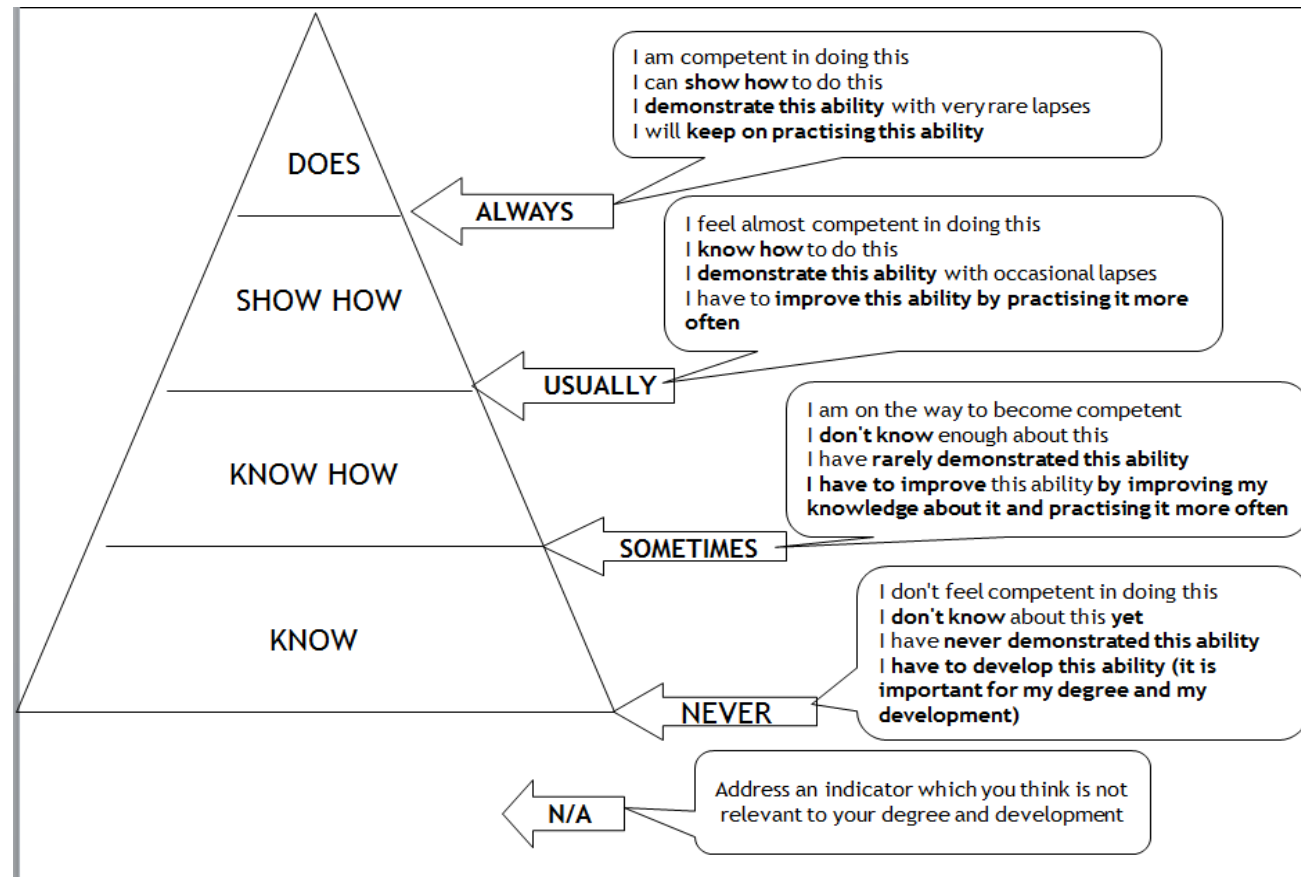 I am competent in doing this
I can show how to do this
I demonstrate this ability with very rare lapses
I will keep on practising this ability
DOES
ALWAYS
I feel almost competent in doing this
I know how to do this
I demonstrate this ability with occasional lapses
I have to improve this ability by practising it more
often
SHOW HOW
USUALLY
I am on the way to become competent
I don't know enough about this
I have rarely demonstrated this ability
I have to improve this ability by improving my
knowledge about it and practising it more often
KNOW HOW
SOMETIMES
I don't feel competent in doing this
I don't know about this yet
I have never demonstrated this ability
I have to develop this ability (it is
important for my degree and my
development)
KNOW
NEVER
Address an indicator which you think is not
relevant to your degree and development
N/A